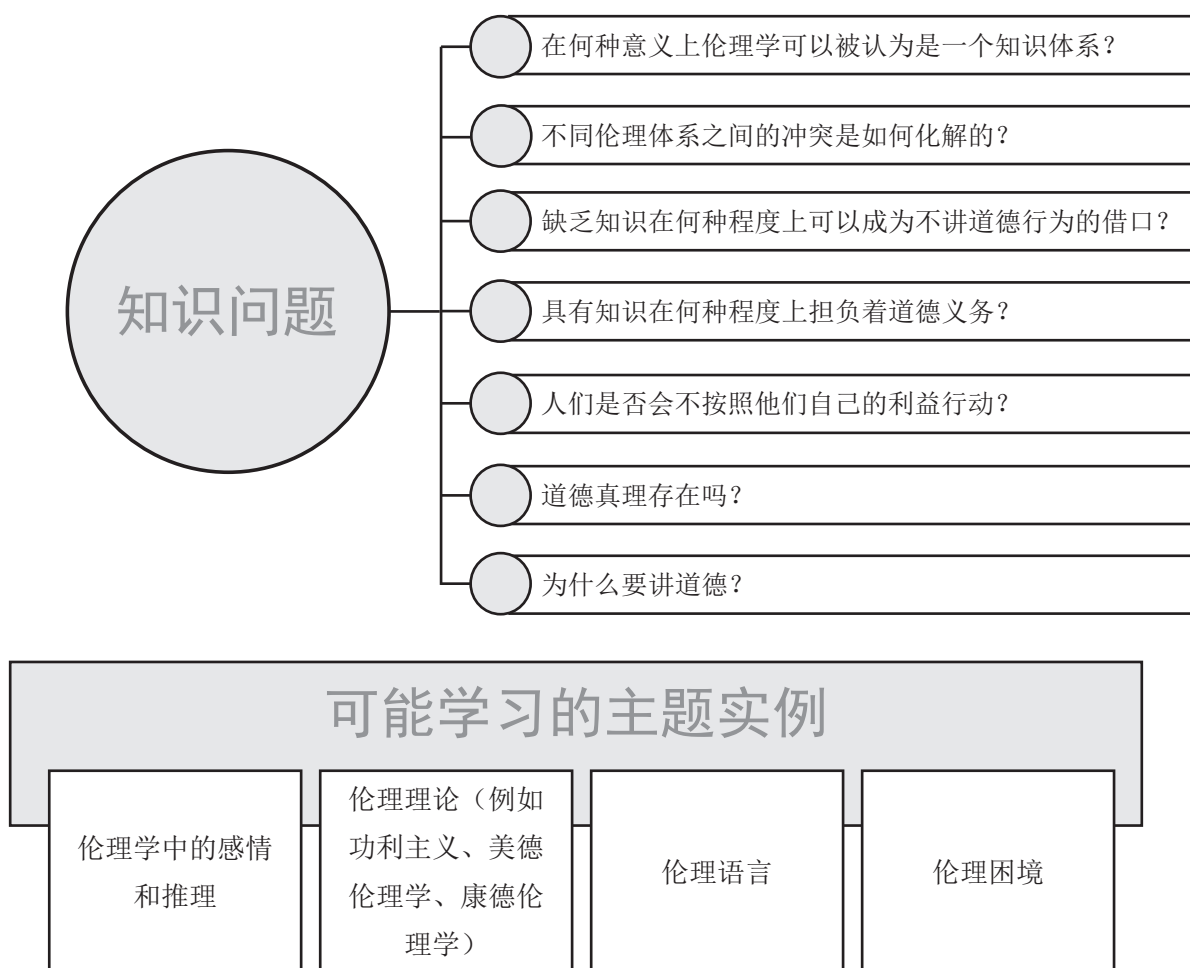 在何种意义上伦理学可以被认为是一个知识体系？
不同伦理体系之间的冲突是如何化解的？
缺乏知识在何种程度上可以成为不讲道德行为的借口？
知识问题
具有知识在何种程度上担负着道德义务？
人们是否会不按照他们自己的利益行动？
道德真理存在吗？
为什么要讲道德？
可能学习的主题实例
伦理学中的感情
和推理
伦理理论（例如
功利主义、美德
伦理学、康德伦
理学）
伦理语言
伦理困境